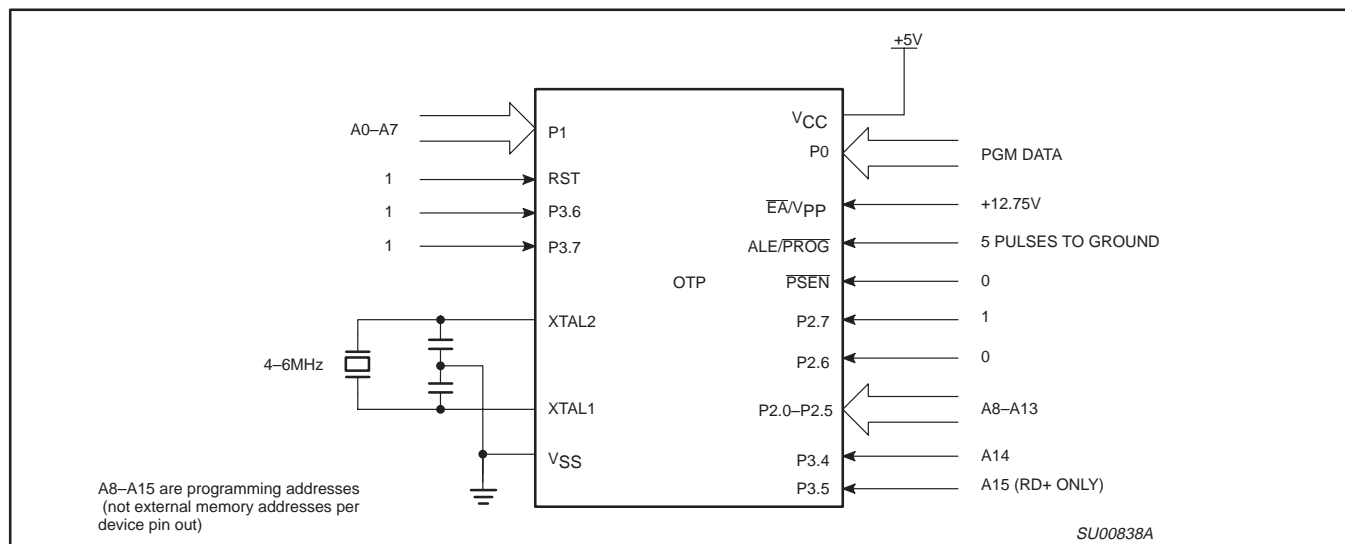 +5V
A0–A7
P1
VCC
P0
PGM DATA
1
RST
1
P3.6
EA/VPP
+12.75V
1
P3.7
ALE/PROG
5 PULSES TO GROUND
OTP
PSEN
0
XTAL2
P2.7
1
4–6MHz
P2.6
0
XTAL1
P2.0–P2.5
A8–A13
VSS
P3.4
A14
P3.5
A15 (RD+ ONLY)
A8–A15 are programming addresses
(not external memory addresses per
device pin out)
SU00838A